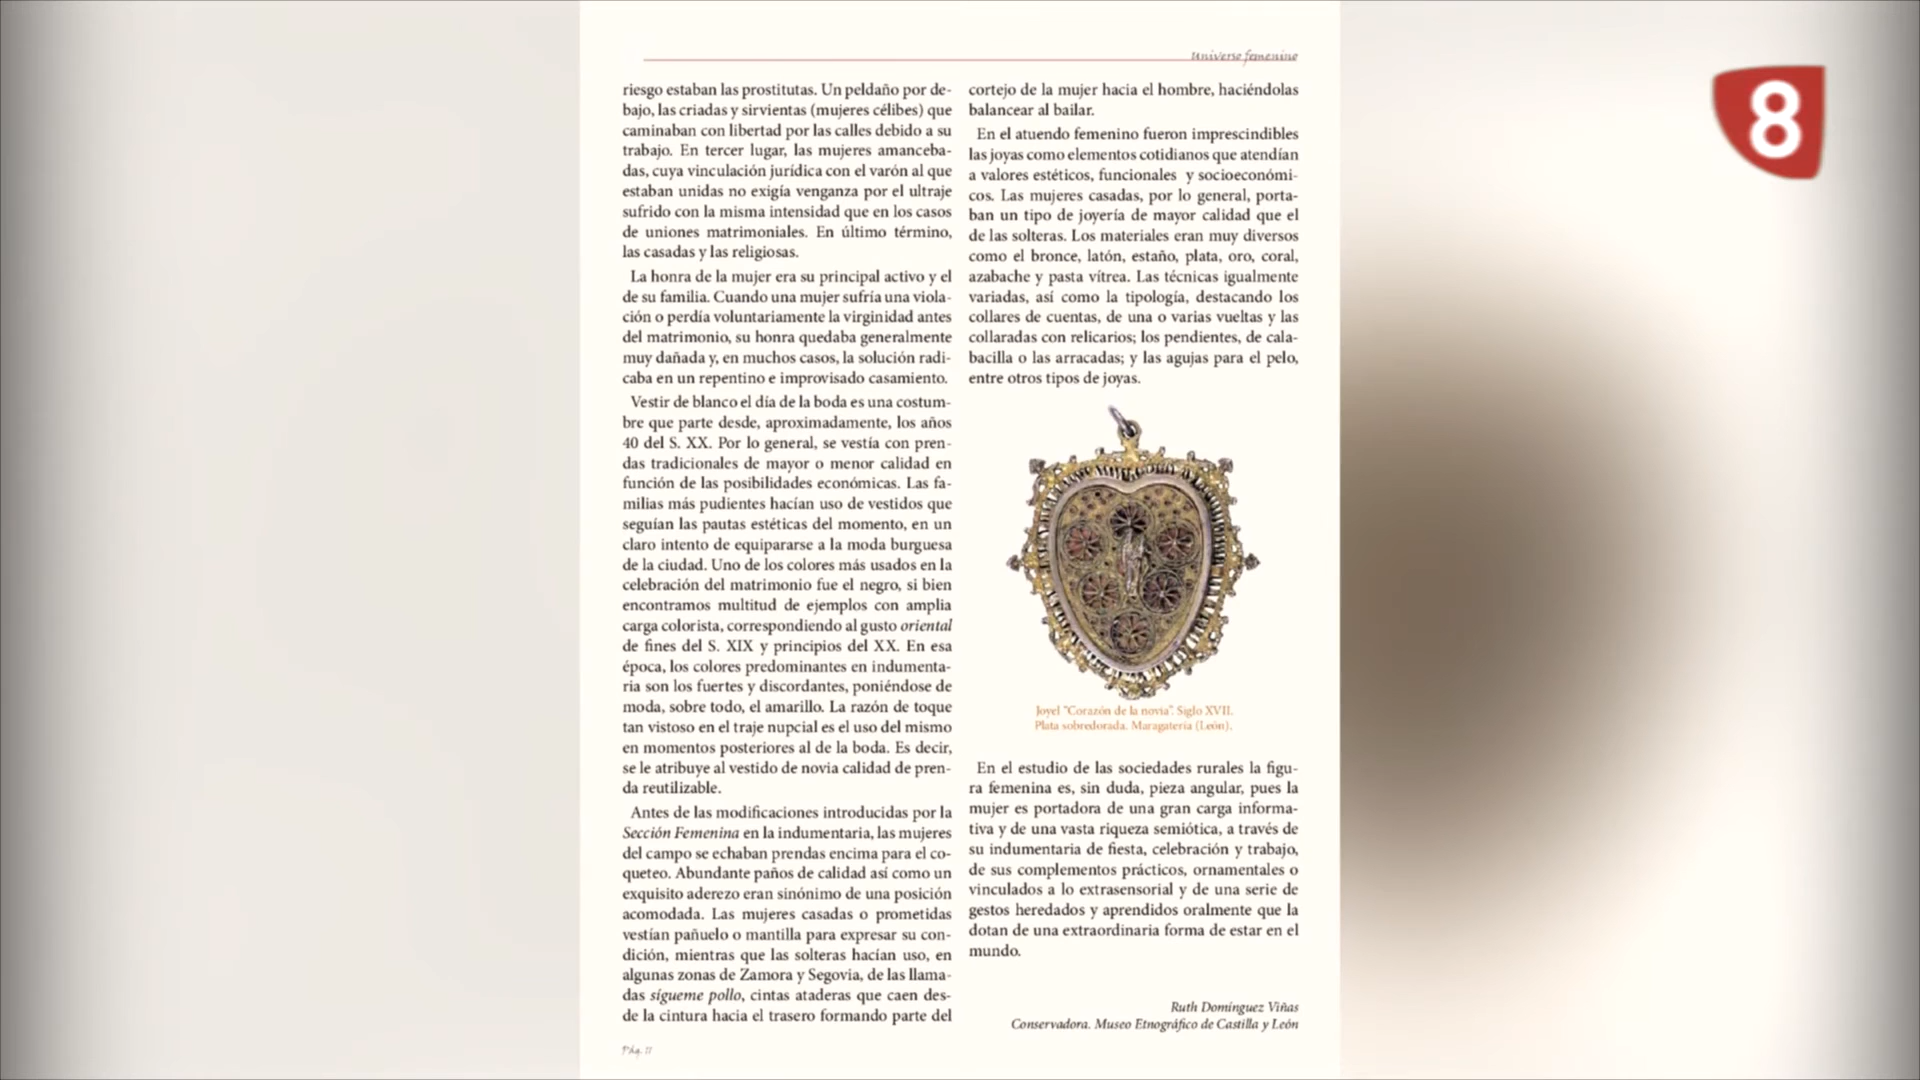 Universo femenino
riesgo estaban las prostitutas. Un peldaño por de-
bajo, las criadas y sirvientas (mujeres célibes) que
caminaban con libertad por las calles debido a su
trabajo. En tercer lugar, las mujeres amanceba-
das, cuya vinculación jurídica con el varón al que
estaban unidas no exigía venganza por el ultraje
sufrido con la misma intensidad que en los casos
de uniones matrimoniales. En último término,
las casadas y las religiosas.
La honra de la mujer era su principal activo y el
de su familia. Cuando una mujer sufría una viola-
ción o perdía voluntariamente la virginidad antes
del matrimonio, su honra quedaba generalmente
muy dañada y, en muchos casos, la solución radi-
caba en un repentino e improvisado casamiento.
Vestir de blanco el día de la boda es una costum-
bre que parte desde, aproximadamente, los años
40 del S. XX. Por lo general, se vestía con pren-
das tradicionales de mayor o menor calidad en
función de las posibilidades económicas. Las fa-
milias más pudientes hacían uso de vestidos que
seguían las pautas estéticas del momento, en un
claro intento de equipararse a la moda burguesa
de la ciudad. Uno de los colores más usados en la
celebración del matrimonio fue el negro, si bien
encontramos multitud de ejemplos con amplia
carga colorista, correspondiendo al gusto oriental
de fines del S. XIX y principios del XX. En esa
época, los colores predominantes en indumenta-
ria son los fuertes y discordantes, poniéndose de
moda, sobre todo, el amarillo. La razón de toque
tan vistoso en el traje nupcial es el uso del mismo
en momentos posteriores al de la boda. Es decir,
se le atribuye al vestido de novia calidad de pren-
da reutilizable.
Antes de las modificaciones introducidas por la
Sección Femenina en la indumentaria, las mujeres
del campo se echaban prendas encima para el co-
queteo. Abundante paños de calidad así como un
exquisito aderezo eran sinónimo de una posición
acomodada. Las mujeres casadas o prometidas
vestían pañuelo o mantilla para expresar su con-
dición, mientras que las solteras hacían uso, en
algunas zonas de Zamora y Segovia, de las llama-
das sígueme pollo, cintas ataderas que caen des-
de la cintura hacia el trasero formando parte del
Pág. 11
cortejo de la mujer hacia el hombre, haciéndolas
balancear al bailar.
En el atuendo femenino fueron imprescindibles
las joyas como elementos cotidianos que atendían
a valores estéticos, funcionales y socioeconómi-
cos. Las mujeres casadas, por lo general, porta-
ban un tipo de joyería de mayor calidad que el
de las solteras. Los materiales eran muy diversos
como el bronce, latón, estaño, plata, oro, coral,
azabache y pasta vítrea. Las técnicas igualmente
variadas, así como la tipología, destacando los
collares de cuentas, de una o varias vueltas y las
collaradas con relicarios; los pendientes, de cala-
bacilla o las arracadas; y las agujas para el pelo,
entre otros tipos de joyas.
Joyel "Corazón de la novia". Siglo XVII.
Plata sobredorada. Maragatería (León).
En el estudio de las sociedades rurales la figu-
ra femenina es, sin duda, pieza angular, pues la
mujer es portadora de una gran carga informa-
tiva y de una vasta riqueza semiótica, a través de
su indumentaria de fiesta, celebración y trabajo,
de sus complementos prácticos, ornamentales o
vinculados a lo extrasensorial y de una serie de
gestos heredados y aprendidos oralmente que la
dotan de una extraordinaria forma de estar en el
mundo.
Ruth Domínguez Viñas
Conservadora. Museo Etnográfico de Castilla y León
8